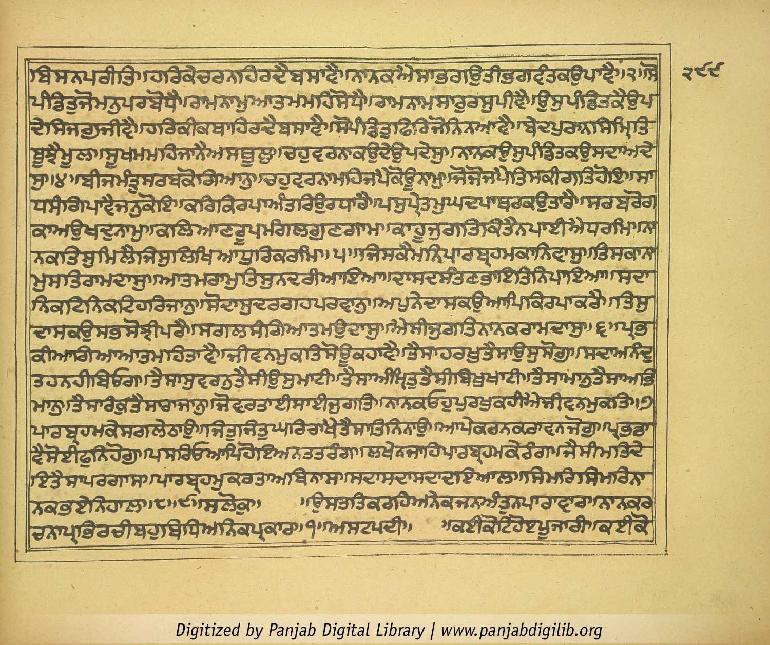 ਬਿਸਨਪਰੀਤਿ॥ਹਰਿਕੇਚਰਨਹਿਰਦੈਬਸਾਵੈ॥ਨਾਨਕਐਸਾਭਗਉਤੀਭਗਵੰਤਕਉਪਾਵੈ॥੩॥ਸੋ
ਪੰਡਿਤੁਜੋਮਨੁਪਰਬੋਧੈ॥ਰਾਮਨਾਮੁਆਤਮਮਹਿਸੋਧੈ॥ਰਾਮਨਾਮਸਾਰੁਰਸੁਪੀਵੈ॥ਉਸੁਪੰਡਿਤਕੈਉਪ
ਦੇਸਿਜਗੁਜੀਵੈ॥ਹਰਿਕੀਕਥਾਹਿਰਦੈਬਸਾਵੈ॥ਸੋਪੰਡਿਤੁਫਿਰਿਜੋਨਿਨਆਵੈ॥ਬੇਦਪੁਰਾਨਸਿਮ੍ਰਿਤਿ
ਬੂਝੈਮੂਲਾ॥ਸੂਖਮਮਹਿਜਾਨੈਅਸਥੂਲੁ॥ਚਹੁਵਰਨਾਕਉਦੇਉਪਦੇਸੁ॥ਨਾਨਕਉਸੁਪੰਡਿਤਕਉਸਦਾਅਦੇ
ਸੁ॥੪॥ਬੀਜਮੰਤ੍ਰੁਸਰਬਕੋਗਿਆਨੁ॥ਚਹੁਵਰਨਾਮਹਿਜਪੈਕੋਊਨਾਮੁ॥ਜੋਜੋਜਪੈਤਿਸਕੀਗਤਿਹੋਇ॥ਸਾ
ਧਸੰਗਿਪਾਵੈਜਨੁਕੋਇ॥ਕਰਿਕਿਰਪਾਅੰਤਰਿਉਰਧਾਰੈ॥ਪਸੁਪ੍ਰੇਤਮੁਘਦਪਾਥਰਕਉਤਾਰੈ॥ਸਰਬਰੋਗ
ਕਾਅਉਖਦੁਨਾਮੁ॥ਕਲਿਆਣਰੂਪਮੰਗਲਗੁਣਗਾਮ॥ਕਾਹੂਜੁਗਤਿਕਿਤੈਨਪਾਈਐਧਰਮਿ॥ਨਾ
ਨਕਤਿਸੁਮਿਲੈਜਿਸੁਲਿਖਿਆਧੁਰਿਕਰਮਿ॥੫॥ਜਿਸਕੈਮਨਿਪਾਰਬ੍ਰਹਮਕਾਨਿਵਾਸੁ॥ਤਿਸਕਾਨਾ
ਮੁਸਤਿਰਾਮਦਾਸੁ॥ਆਤਮਰਾਮੁਤਿਸੁਨਦਰੀਆਇਆ॥ਦਾਸਦਸੰਤਣਭਾਇਤਿਨਿਪਾਇਆ॥ਸਦਾ
ਨਿਕਟਿਨਿਕਟਿਹਰਿਜਾਨੁ॥ਸੋਦਾਸੁਦਰਗਹਪਰਵਾਨੁ॥ਅਪੁਨੇਦਾਸਕਉਆਪਿਕਿਰਪਾਕਰੈ॥ਤਿਸੁ
ਦਾਸਕਉਸਭਸੋਝੀਪਰੈ॥ਸਗਲਸੰਗਿਆਤਮਉਦਾਸੁ॥ਐਸੀਜੁਗਤਿਨਾਨਕਰਾਮਦਾਸੁ॥੬॥ਪ੍ਰਭ
ਕੀਆਗਿਆਆਤਮਹਿਤਾਵੈ॥ਜੀਵਨਮੁਕਤਿਸੋਊਕਹਾਵੈ॥ਤੈਸਾਹਰਖੁਤੈਸਾਉਸੁਸੋਗੁ॥ਸਦਾਅਨੰਦੁ
ਤਹਨਹੀਬਿਓਗਾ॥ਤੈਸਾਸੁਵਰਨੁਤੈਸੀਉਸੁਮਾਟੀ॥ਤੈਸਾਅੰਮ੍ਰਿਤੁਤੈਸੀਬਿਖੁਖਾਟੀ॥ਤੈਸਾਮਾਨੁਤੈਸਾਅਭਿ
ਮਾਨੁ॥ਤੈਸਾਰੰਕੁਤੈਸਾਰਾਜਾਨੁ॥ਜੋਵਰਤਾਈਸਾਈਜੁਗਤਿ॥ਨਾਨਕਓਹੁਪੁਰਖੁਕਹੀਐਜੀਵਨਮੁਕਤਿ॥੭
ਪਾਰਬ੍ਰਹਮਕੇਸਗਲੇਠਾਉ॥ਜਿਤੁਜਿਤੁਘਰਿਰਾਖੈਤੈਸਾਤਿਨਨਾਉ॥ਆਪੇਕਰਨਕਰਾਵਨਜੋਗੁ॥ਪ੍ਰਭਭਾ
ਵੈਸੋਈਫੁਨਿਹੋਗੁ॥ਪਸਰਿਓਆਪਿਹੋਇਅਨਤਤਰੰਗ॥ਲਖੇਨਜਾਹਿਪਾਰਬ੍ਰਹਮਕੇਰੰਗਾ॥ਜੈਸੀਮਤਿਦੇ
ਇਤੈਸਾਪਰਗਾਸ॥ਪਾਰਬ੍ਰਹਮੁਕਰਤਾਅਬਿਨਾਸ॥ਸਦਾਸਦਾਸਦਾਦਇਆਲਾ॥ਸਿਮਰਿਸਿਮਰਿਨਾ
ਨਕਭਏਨਿਹਾਲਾ॥੮॥੯॥ਸਲੋਕੁ॥ ॥ਉਸਤਤਿਕਰਹਿਅਨੇਕਜਨਅੰਤੁਨਪਾਰਾਵਾਰ॥ਨਾਨਕਰ
ਚਨਾਪ੍ਰਭਿਰਚੀਬਹੁਬਿਧਿਅਨਿਕਪ੍ਰਕਾਰ॥੧॥ਅਸਟਪਦੀ॥ ॥ਕਈਕੋਟਿਹੋਏਪੂਜਾਰੀ॥ਕਈਕੋ
੨੯੯
Digitized by Panjab Digital Library | www.panjabdigilib.org